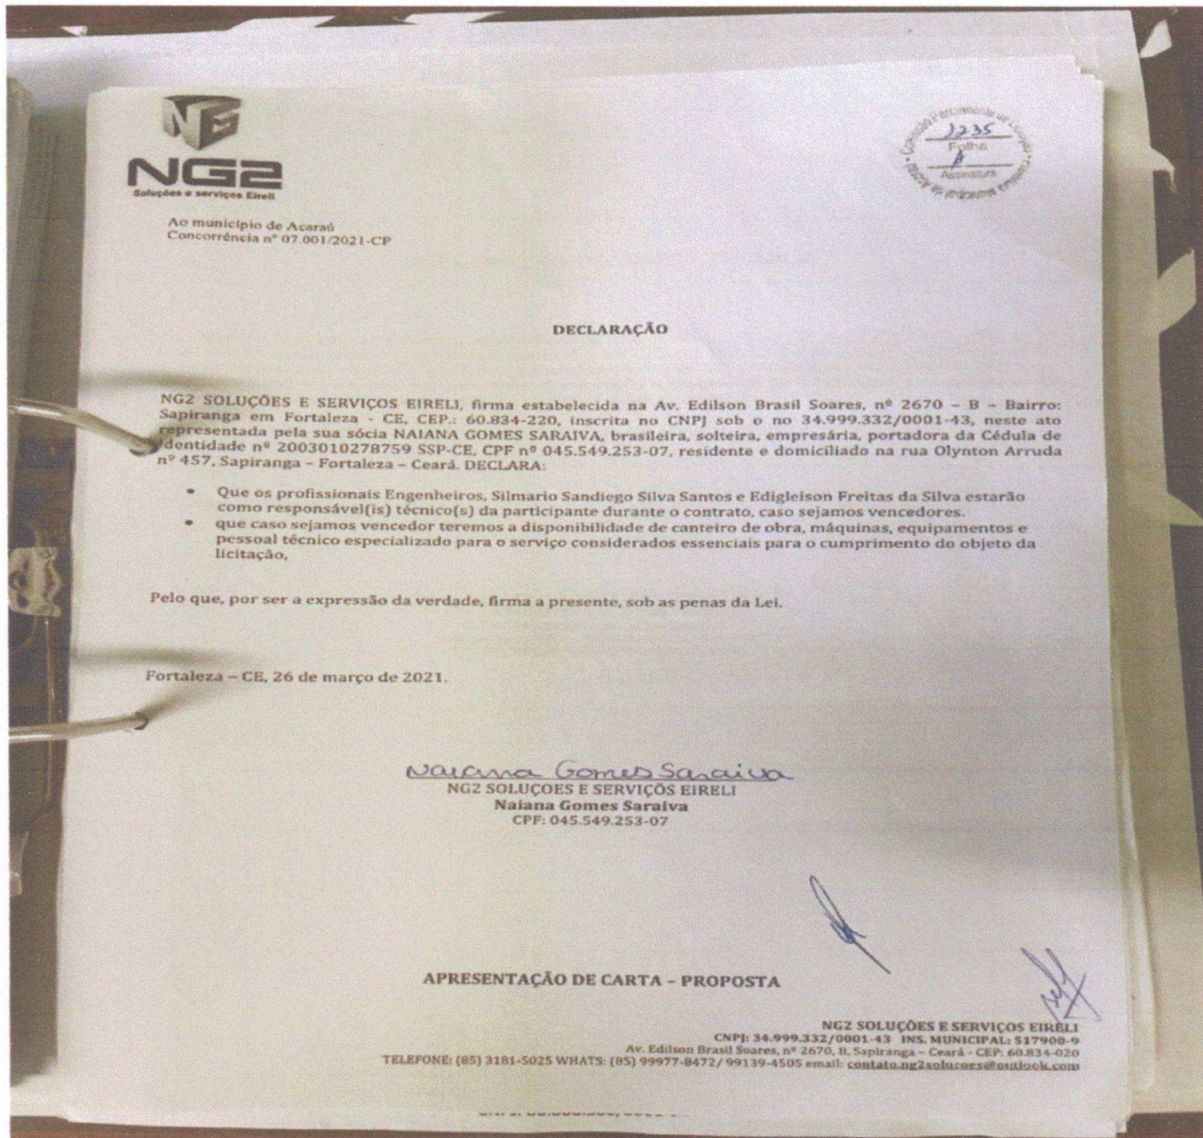 NG
NG2
Soluções e serviços Eireli
Comissão Permanente de Licitação
1235
Folha
Assinatura
Ao município de Acaraú
Concorrência nº 07.001/2021-CP
DECLARAÇÃO
NG2 SOLUÇÕES E SERVIÇOS EIRELI, firma estabelecida na Av. Edilson Brasil Soares, nº 2670 – B – Bairro:
Sapiranga em Fortaleza - CE, CEP.: 60.834-220, inscrita no CNPJ sob o no 34.999.332/0001-43, neste ato
representada pela sua sócia NAIANA GOMES SARAIVA, brasileira, solteira, empresária, portadora da Cédula de
Identidade nº 2003010278759 SSP-CE, CPF nº 045.549.253-07, residente e domiciliado na rua Olynton Arruda
nº 457, Sapiranga – Fortaleza – Ceará. DECLARA:
• Que os profissionais Engenheiros, Silmario Sandiego Silva Santos e Edigleison Freitas da Silva estarão
como responsável(is) técnico(s) da participante durante o contrato, caso sejamos vencedores.
• que caso sejamos vencedor teremos a disponibilidade de canteiro de obra, máquinas, equipamentos e
pessoal técnico especializado para o serviço considerados essenciais para o cumprimento do objeto da
licitação,
Pelo que, por ser a expressão da verdade, firma a presente, sob as penas da Lei.
Fortaleza – CE, 26 de março de 2021.
Naiana Gomes Saraiva
NG2 SOLUÇOES E SERVIÇOS EIRELI
Naiana Gomes Saraiva
CPF: 045.549.253-07
APRESENTAÇÃO DE CARTA – PROPOSTA
NG2 SOLUÇÕES E SERVIÇOS EIRELI
CNPJ: 34.999.332/0001-43 INS. MUNICIPAL: 517900-9
Av. Edilson Brasil Soares, nº 2670, B, Sapiranga – Ceará - CEP: 60.834-020
TELEFONE: (85) 3181-5025 WHATS: (85) 99977-8472/ 99139-4505 email: contato.ng2solucoes@outlook.com